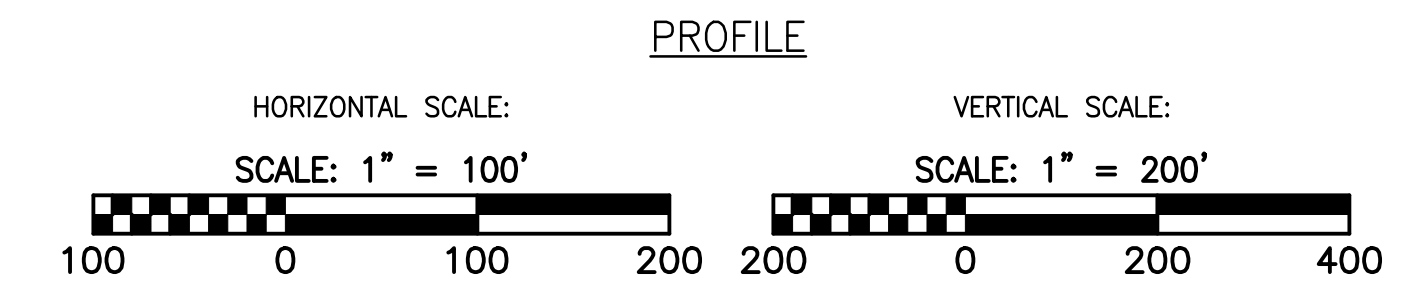 PROFILE
HORIZONTAL SCALE:
SCALE: 1" = 100'
100 0 100 200
VERTICAL SCALE:
SCALE: 1" = 200'
200 0 200 400